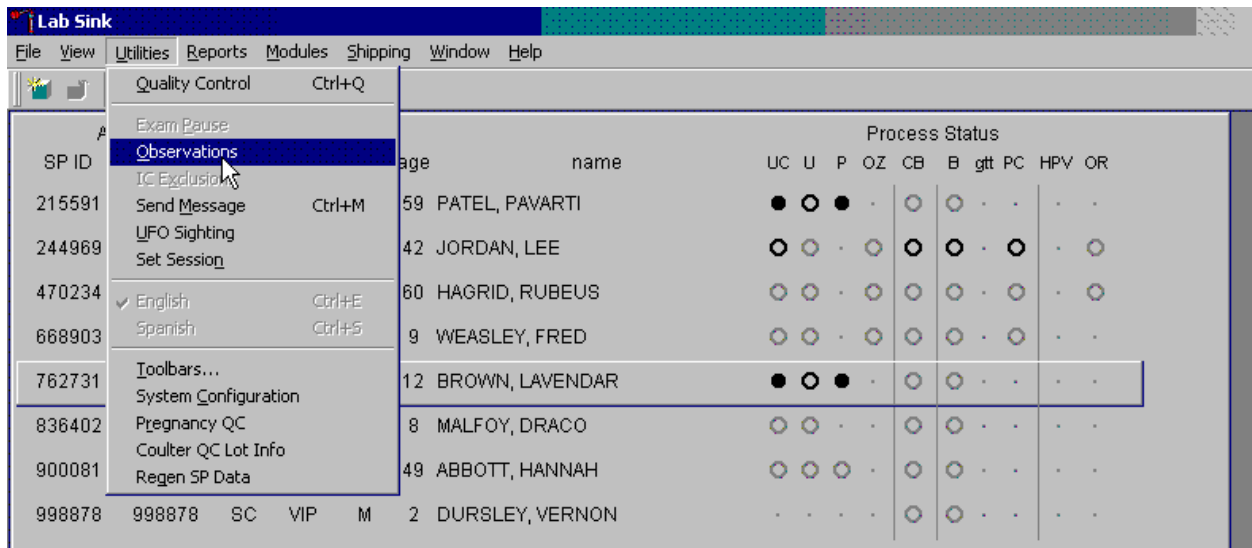 Lab Sink
File View Utilities Reports Modules Shipping Window Help
Quality Control Ctrl+Q
Exam Pause
Observations
IC Exclusion
Send Message Ctrl+M
UFO Sighting
Set Session
English Ctrl+E
Spanish Ctrl+S
Toolbars...
System Configuration
Pregnancy QC
Coulter QC Lot Info
Regen SP Data
A Process Status
SP ID age name UC U P OZ CB B gtt PC HPV OR
215591 59 PATEL, PAVARTI
244969 42 JORDAN, LEE
470234 60 HAGRID, RUBEUS
668903 9 WEASLEY, FRED
762731 12 BROWN, LAVENDAR
836402 8 MALFOY, DRACO
900081 49 ABBOTT, HANNAH
998878 998878 SC VIP M 2 DURSLEY, VERNON